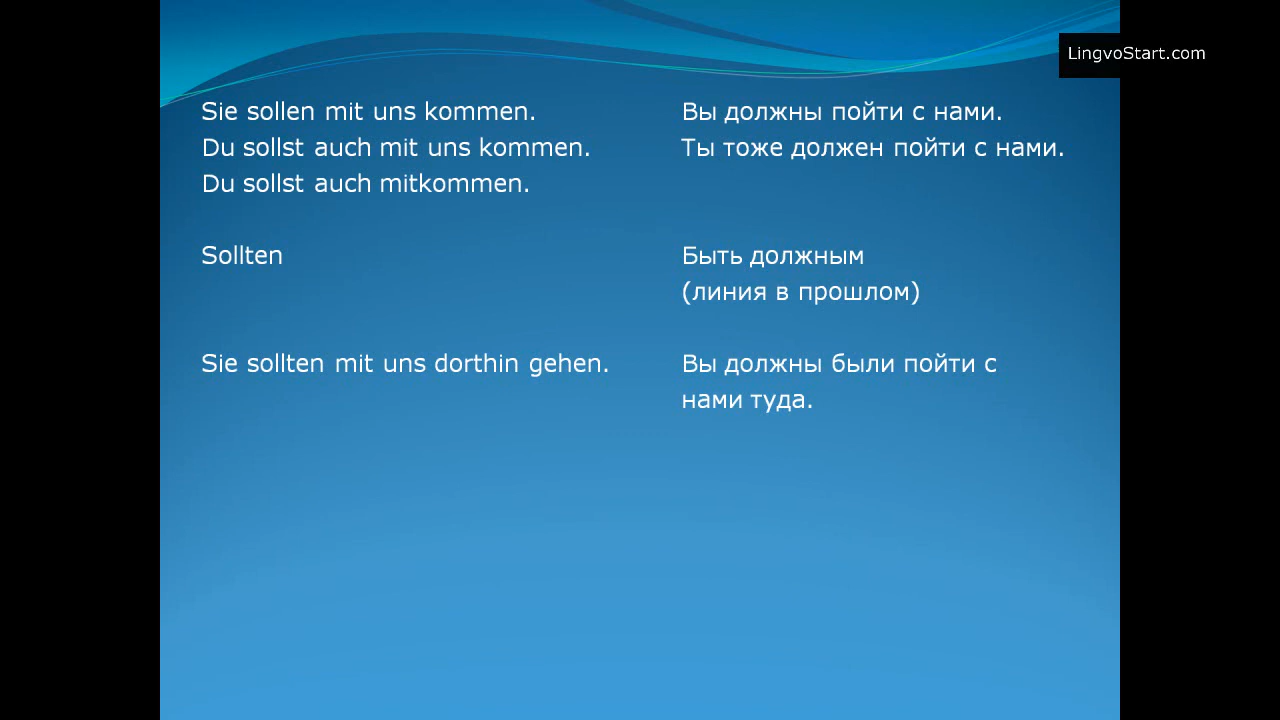 LingvoStart.com
Sie sollen mit uns kommen. Вы должны пойти с нами.
Du sollst auch mit uns kommen. Ты тоже должен пойти с нами.
Du sollst auch mitkommen.
Sollten Быть должным
(линия в прошлом)
Sie sollten mit uns dorthin gehen. Вы должны были пойти с
нами туда.